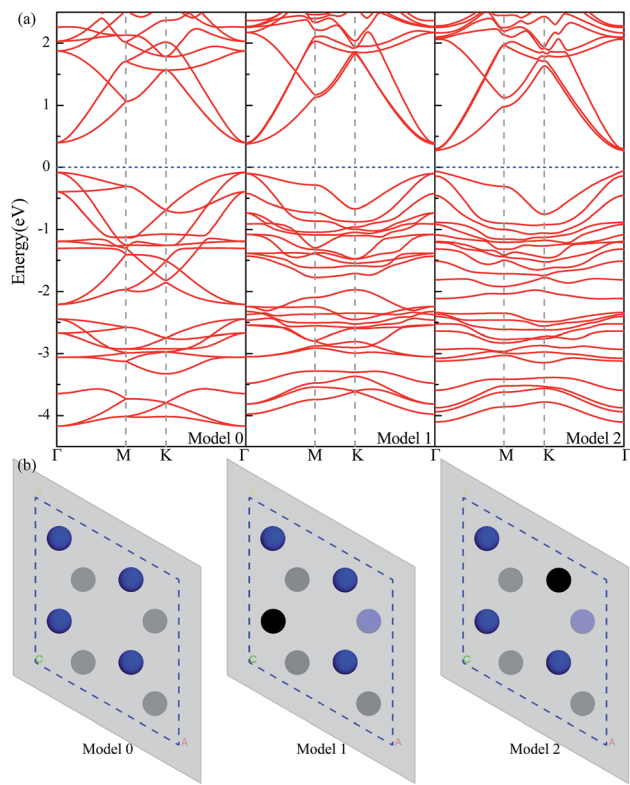 (a)
2
1
0
-1
-2
-3
-4
Energy(eV)
Model 0 Model 1 Model 2
Γ M K Γ M K Γ M K Γ
(b)
B B B
C C C
A A A
Model 0 Model 1 Model 2